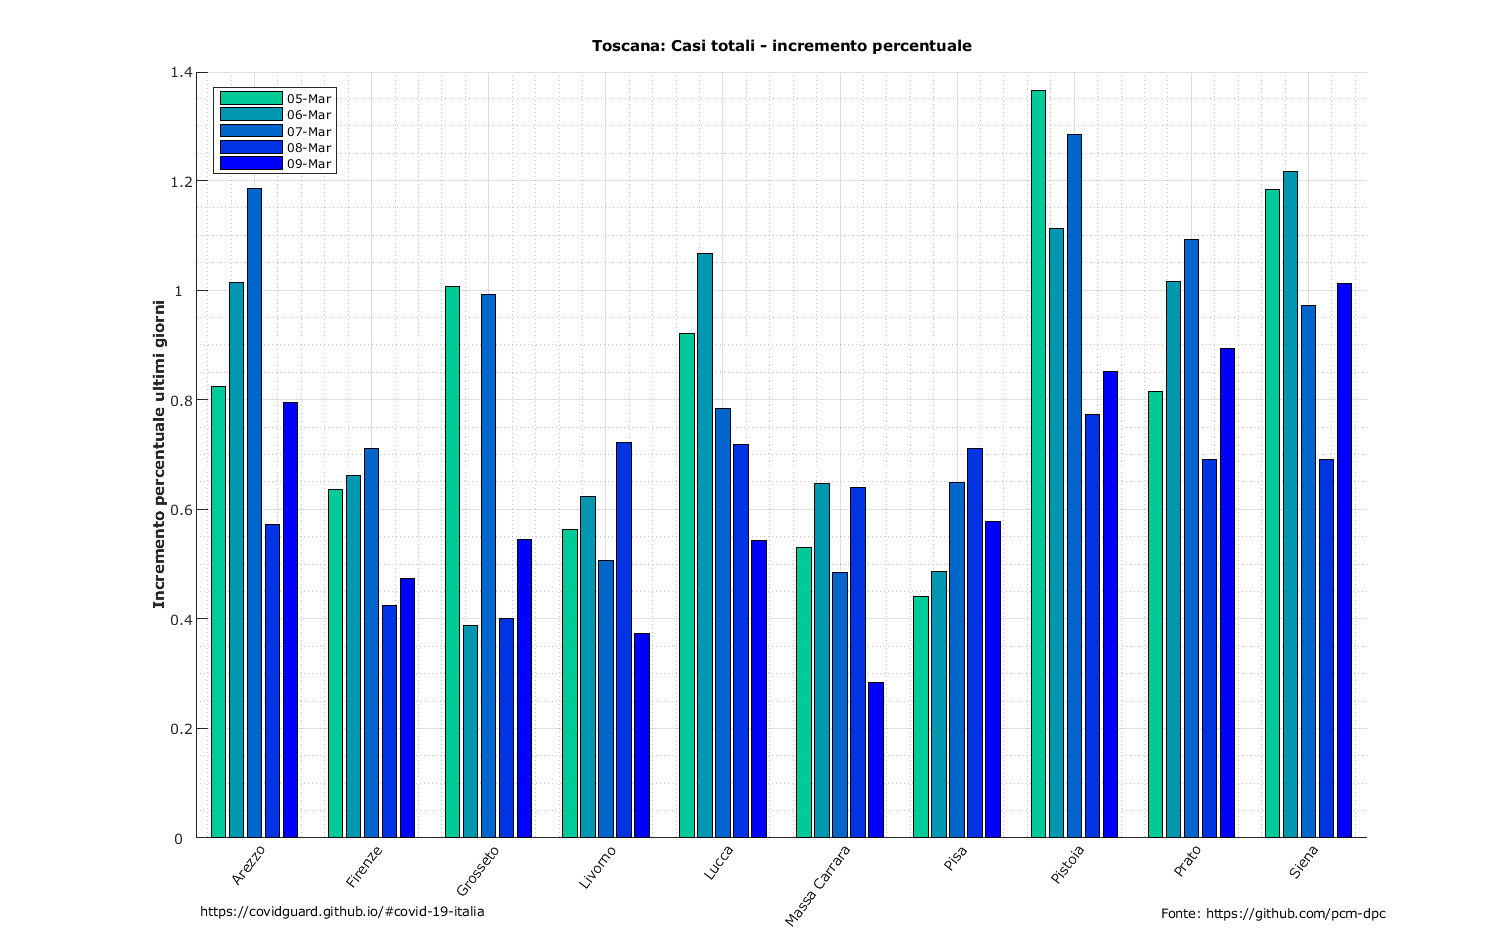 Toscana: Casi totali - incremento percentuale
Incremento percentuale ultimi giorni
1.4
1.2
1
0.8
0.6
0.4
0.2
0
05-Mar
06-Mar
07-Mar
08-Mar
09-Mar
Arezzo
Firenze
Grosseto
Livorno
Lucca
Massa Carrara
Pisa
Pistoia
Prato
Siena
https://covidguard.github.io/#covid-19-italia
Fonte: https://github.com/pcm-dpc